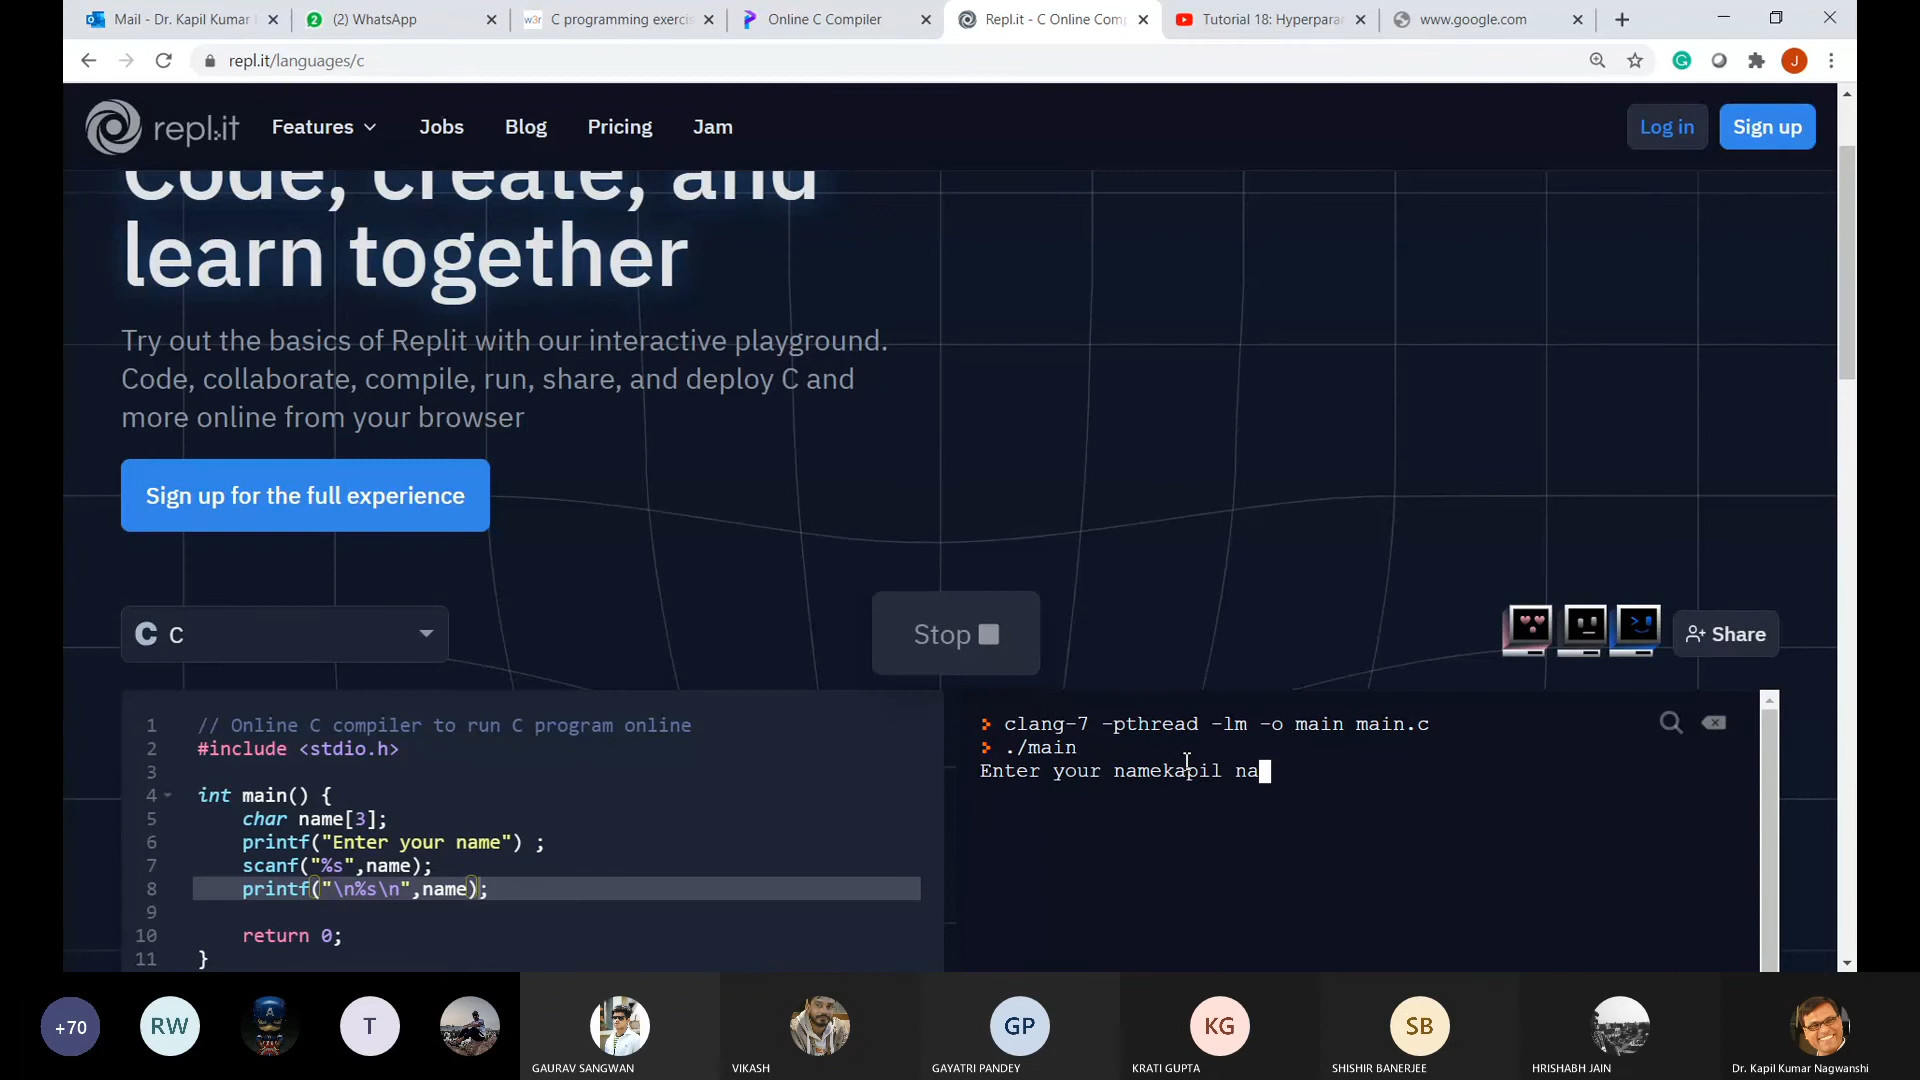 Mail - Dr. Kapil Kumar
(2) WhatsApp
w3r
C programming exercis
Online C Compiler
Repl.it - C Online Com
Tutorial 18: Hyperparar
www.google.com
repl.it/languages/c
J
repl.it
Features
Jobs
Blog
Pricing
Jam
Log in
Sign up
Code, create, and
learn together
Try out the basics of Replit with our interactive playground.
Code, collaborate, compile, run, share, and deploy C and
more online from your browser
Sign up for the full experience
C C
Stop
Share
1 // Online C compiler to run C program online
2 #include <stdio.h>
3
4 int main() {
5 char name[3];
6 printf("Enter your name") ;
7 scanf("%s",name);
8 printf("\n%s\n",name);
9
10 return 0;
11 }
clang-7 -pthread -lm -o main main.c
./main
Enter your namekapil na
+70
RW
A
T
GAURAV SANGWAN
VIKASH
GP
GAYATRI PANDEY
KG
KRATI GUPTA
SB
SHISHIR BANERJEE
HRISHABH JAIN
Dr. Kapil Kumar Nagwanshi